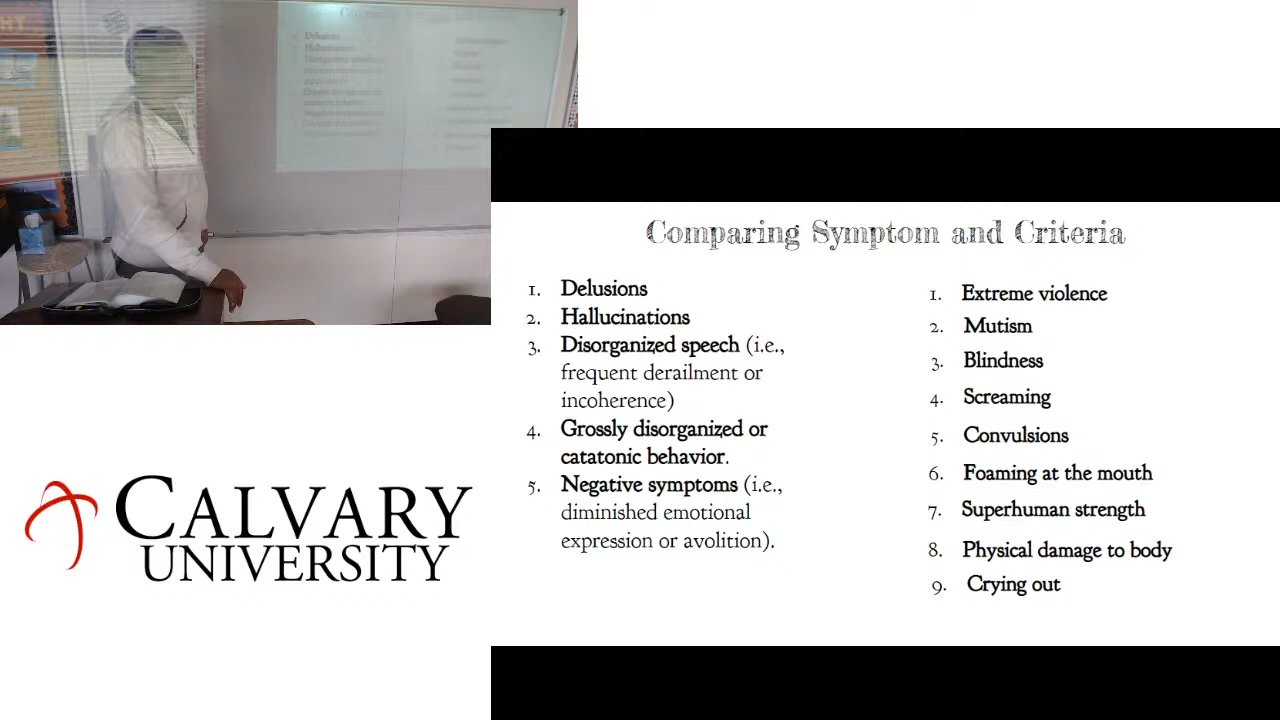 Comparing Symptom and Criteria
1. Delusions
2. Hallucinations
3. Disorganized speech (i.e.,
frequent derailment or
incoherence)
4. Grossly disorganized or
catatonic behavior.
5. Negative symptoms (i.e.,
diminished emotional
expression or avolition).
1. Extreme violence
2. Mutism
3. Blindness
4. Screaming
5. Convulsions
6. Foaming at the mouth
7. Superhuman strength
8. Physical damage to body
9. Crying out
CALVARY
UNIVERSITY
Delusions
Hallucinations